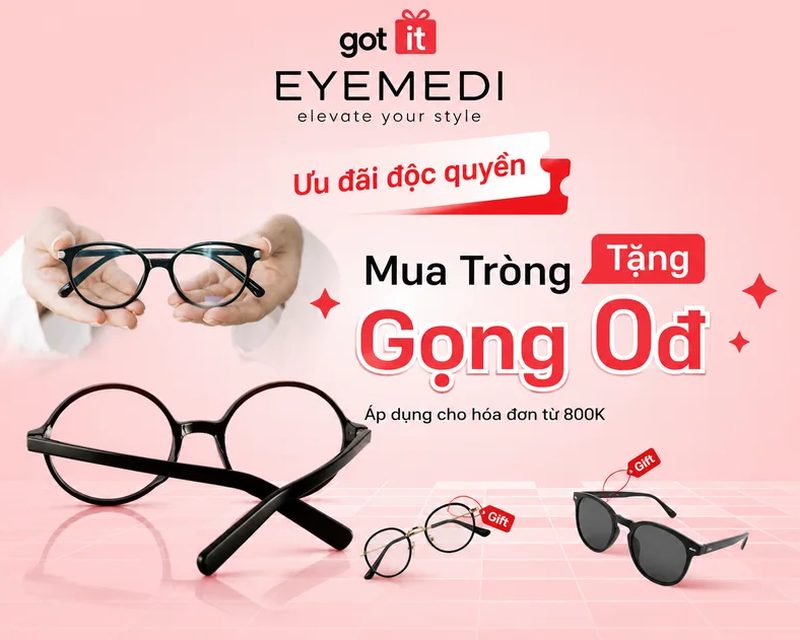 got it
EYEMEDI
elevate your style
Ưu đãi độc quyền
Mua Tròng Tặng
Gọng 0đ
Áp dụng cho hóa đơn từ 800K
Gift
Gift